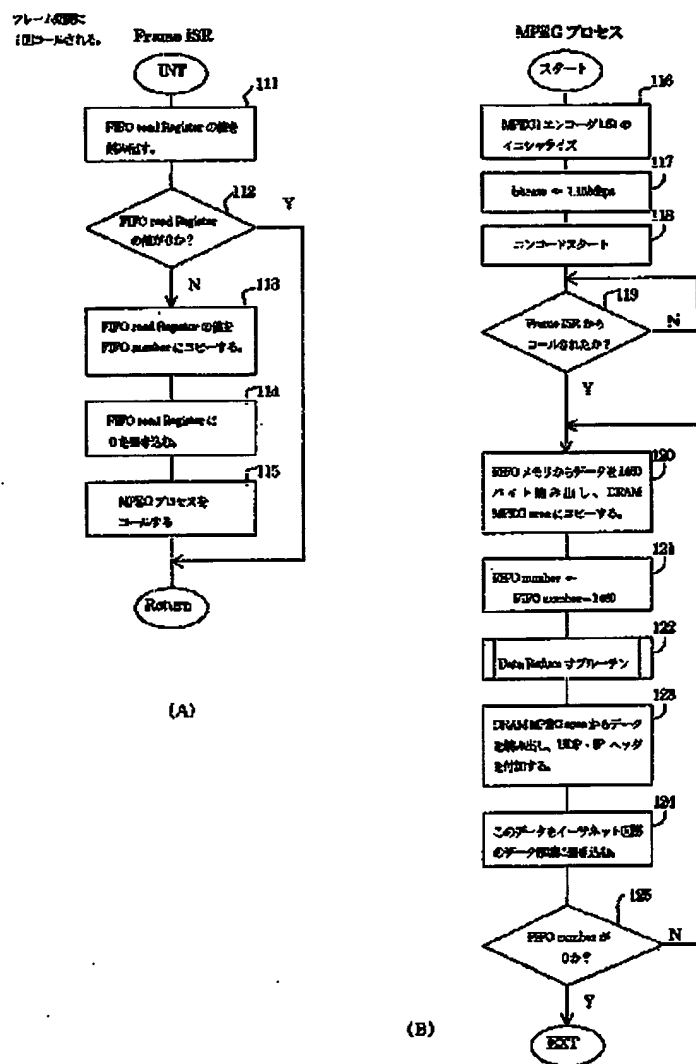 フレーム周期に
1回コールされる。
Frame ISR
INT
111
FIFO read Register の値を
読み出す。
112
FIFO read Register
の値が0か？
Y
N
113
FIFO read Register の値を
FIFO number にコピーする。
114
FIFO read Register に
0を書き込む。
115
MPEG プロセスを
コールする
Return
(A)
MPEG プロセス
スタート
116
MPEG1 エンコーダ LSI の
イニシャライズ
117
bitrate ←
118
エンコードスタート
119
Frame ISR から
コールされたか？
N
Y
120
FIFO メモリからデータを1460
バイト読み出し、DRAM
MPEG area にコピーする。
121
FIFO number ←
FIFO number－1460
122
Data Reduce サブルーチン
123
DRAM MPEG area からデータ
を読み出し、UDP・IP ヘッダ
を付加する。
124
このデータをイーサネット回路
のデータ に書き込む。
125
FIFO number が
0か？
N
Y
(B)
EXT